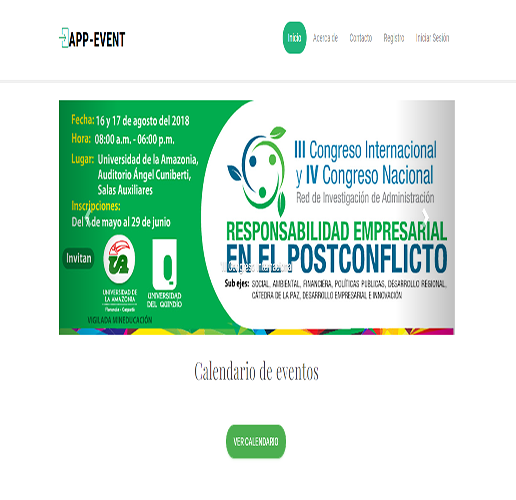 APP-EVENT
Inicio Acerca de Contacto Registro Iniciar Sesión
Fecha: 16 y 17 de agosto del 2018
Hora: 08:00 a.m. - 06:00 p.m.
Lugar: Universidad de la Amazonia,
Auditorio Ángel Cuniberti,
Salas Auxiliares
Inscripciones:
Del 4 de mayo al 29 de junio
Invitan
UNIVERSIDAD DE
LA AMAZONIA
Florencia - Caquetá
UNIVERSIDAD
DEL QUINDÍO
VIGILADA MINEDUCACIÓN
III Congreso Internacional
y IV Congreso Nacional
Red de Investigación de Administración
RESPONSABILIDAD EMPRESARIAL
EN EL POSTCONFLICTO
Sub ejes: SOCIAL, AMBIENTAL, FINANCIERA, POLÍTICAS PÚBLICAS, DESARROLLO REGIONAL,
CÁTEDRA DE LA PAZ, DESARROLLO EMPRESARIAL E INNOVACIÓN
Calendario de eventos
VER CALENDARIO